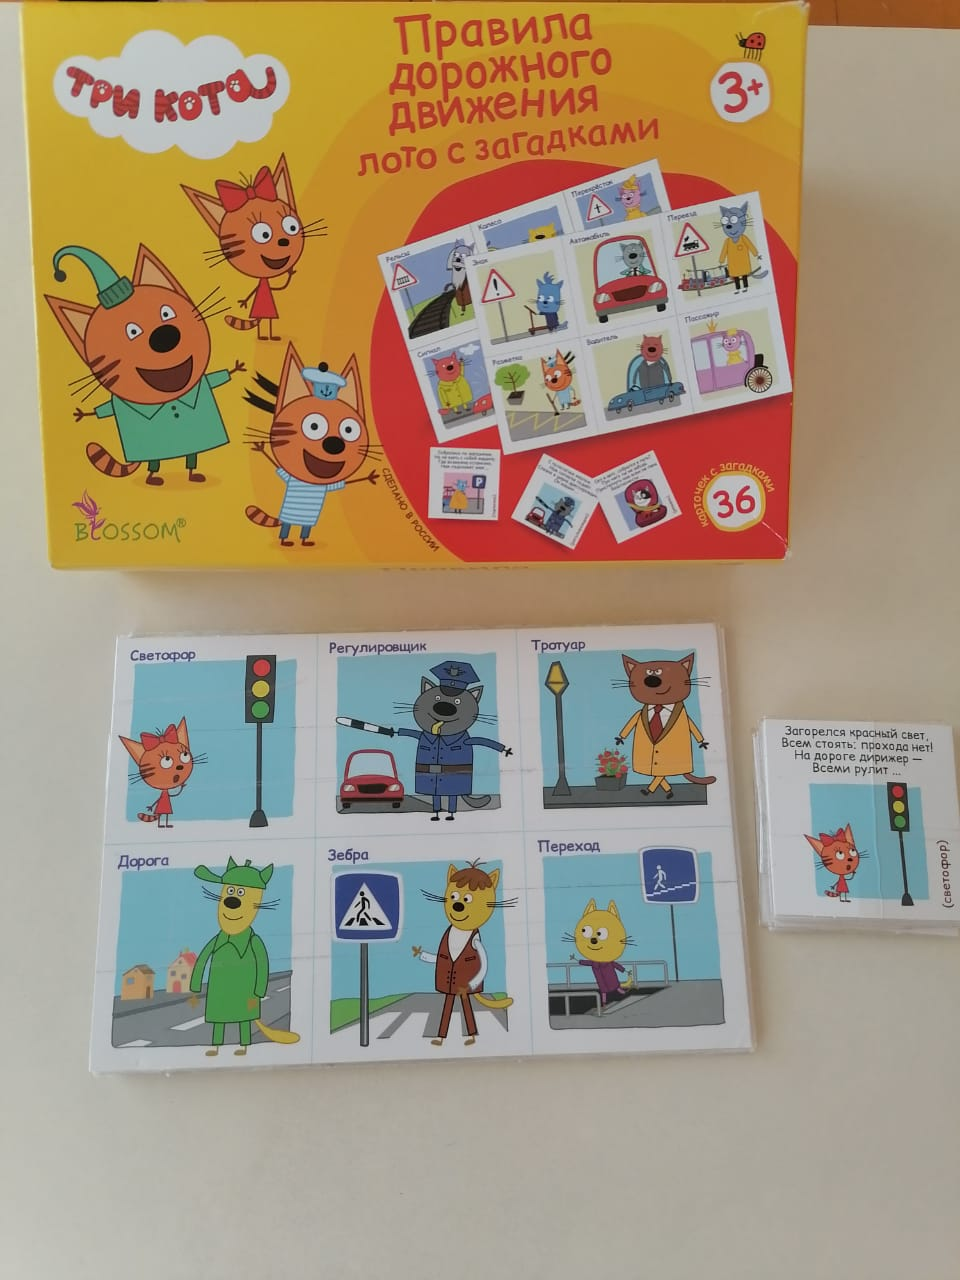 ТРИ КОТА
Правила
дорожного
движения
лото с загадками
3+
Рельсы
Колесо
Перекрёсток
Знак
Автомобиль
Переезд
Сигнал
Разметка
Водитель
Пассажир
P
BLOSSOM®
СДЕЛАНО В РОССИИ
36
карточек с загадками
Светофор
Регулировщик
Тротуар
Дорога
Зебра
Переход
Загорелся красный свет,
Всем стоять: прохода нет!
На дороге дирижер —
Всеми рулит ...
(светофор)